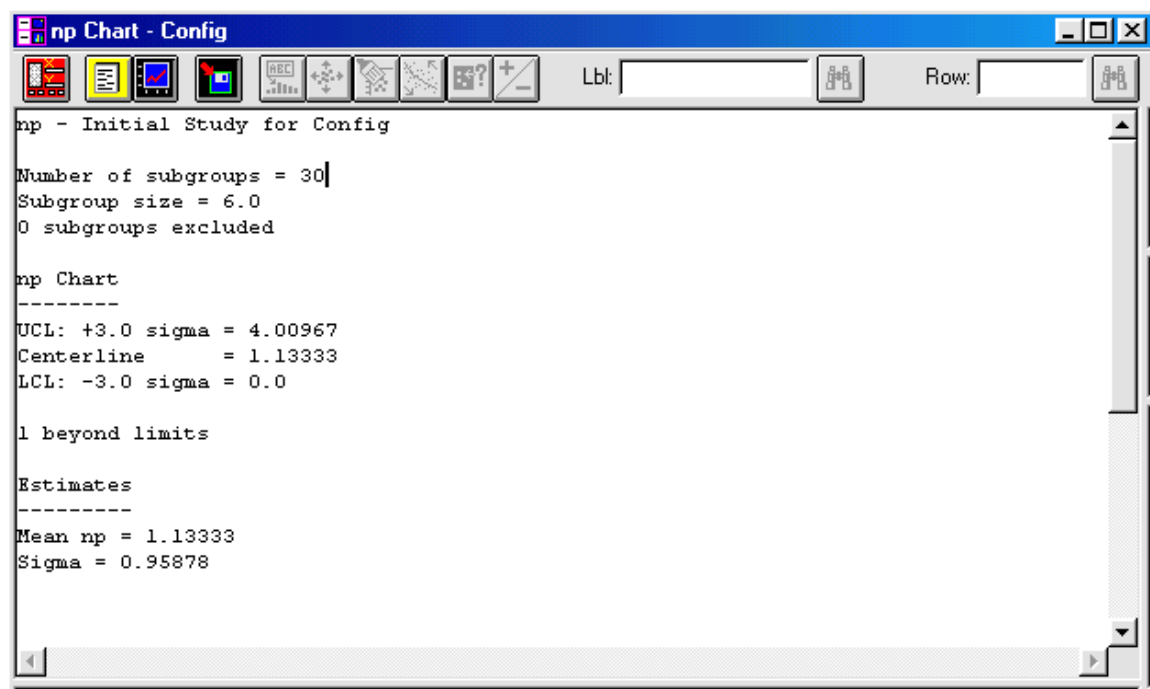 np Chart - Config
Lbl: Row:
np - Initial Study for Config
Number of subgroups = 30
Subgroup size = 6.0
0 subgroups excluded
np Chart
--------
UCL: +3.0 sigma = 4.00967
Centerline      = 1.13333
LCL: -3.0 sigma = 0.0
1 beyond limits
Estimates
---------
Mean np = 1.13333
Sigma = 0.95878